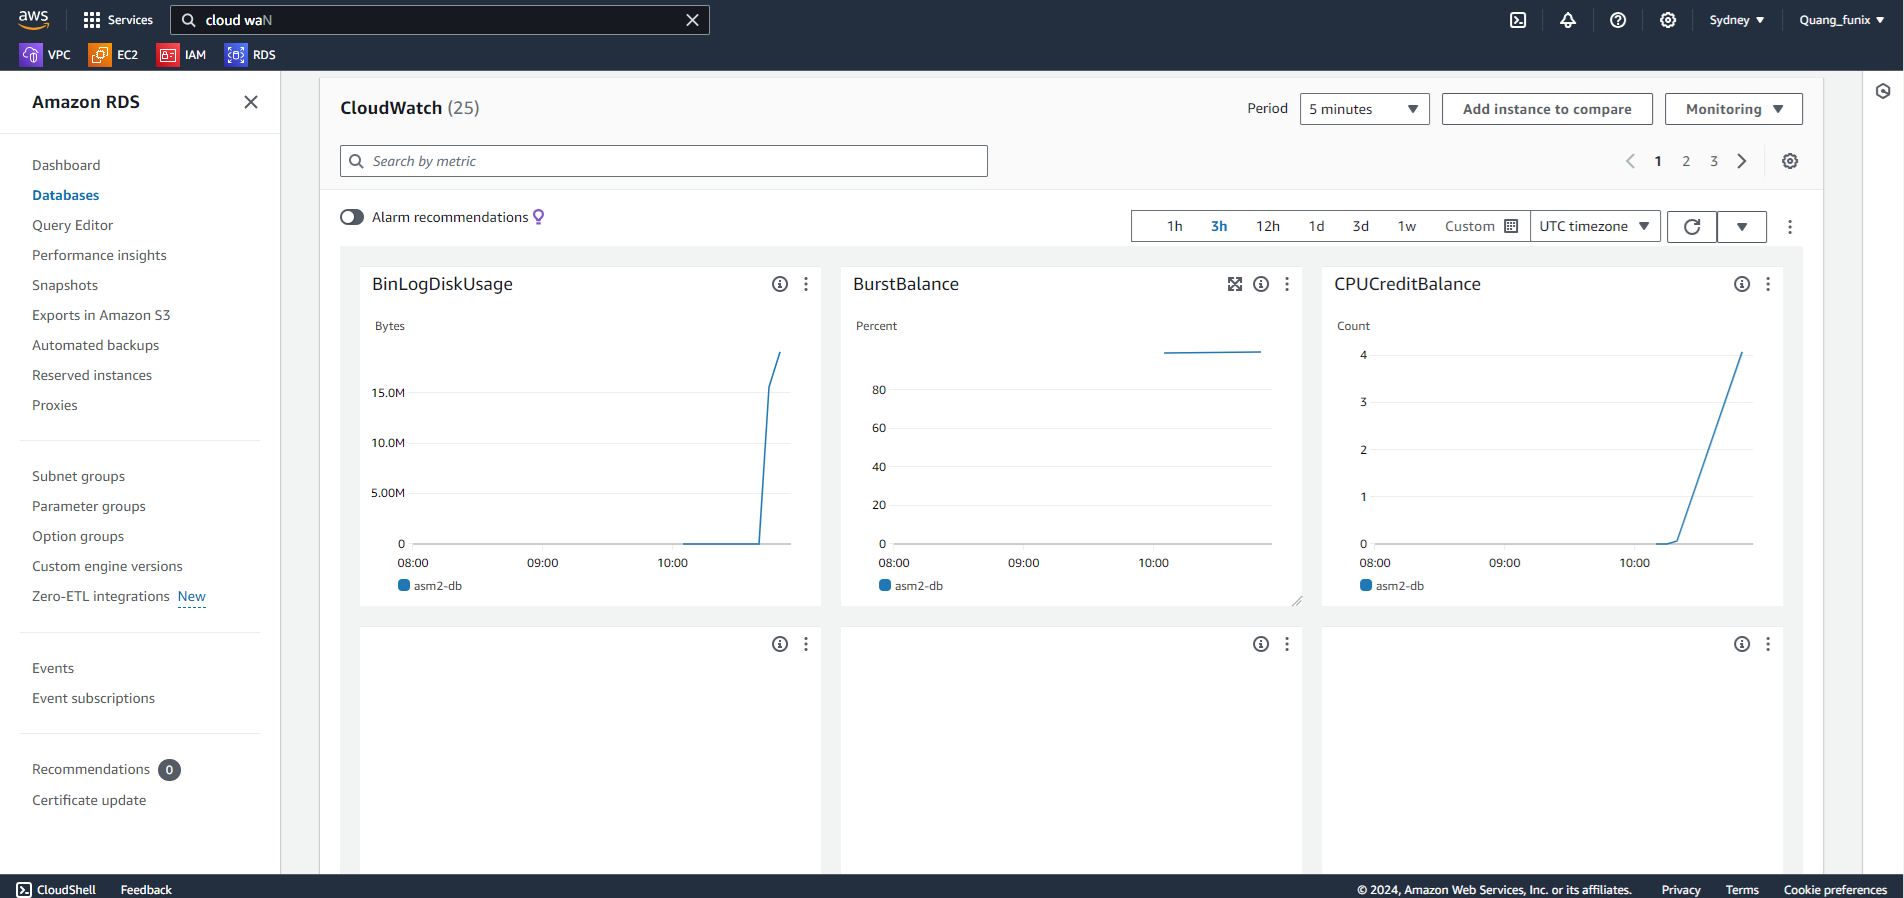 aws
Services
cloud waN
Sydney
Quang_funix
VPC
EC2
IAM
RDS
Amazon RDS
Dashboard
Databases
Query Editor
Performance insights
Snapshots
Exports in Amazon S3
Automated backups
Reserved instances
Proxies
Subnet groups
Parameter groups
Option groups
Custom engine versions
Zero-ETL integrations New
Events
Event subscriptions
Recommendations 0
Certificate update
CloudWatch (25)
Period
5 minutes
Add instance to compare
Monitoring
Search by metric
1 2 3
Alarm recommendations
1h 3h 12h 1d 3d 1w Custom
UTC timezone
BinLogDiskUsage
Bytes
15.0M
10.0M
5.00M
0
08:00 09:00 10:00
asm2-db
BurstBalance
Percent
80
60
40
20
0
08:00 09:00 10:00
asm2-db
CPUCreditBalance
Count
4
3
2
1
0
08:00 09:00 10:00
asm2-db
CloudShell
Feedback
© 2024, Amazon Web Services, Inc. or its affiliates.
Privacy
Terms
Cookie preferences